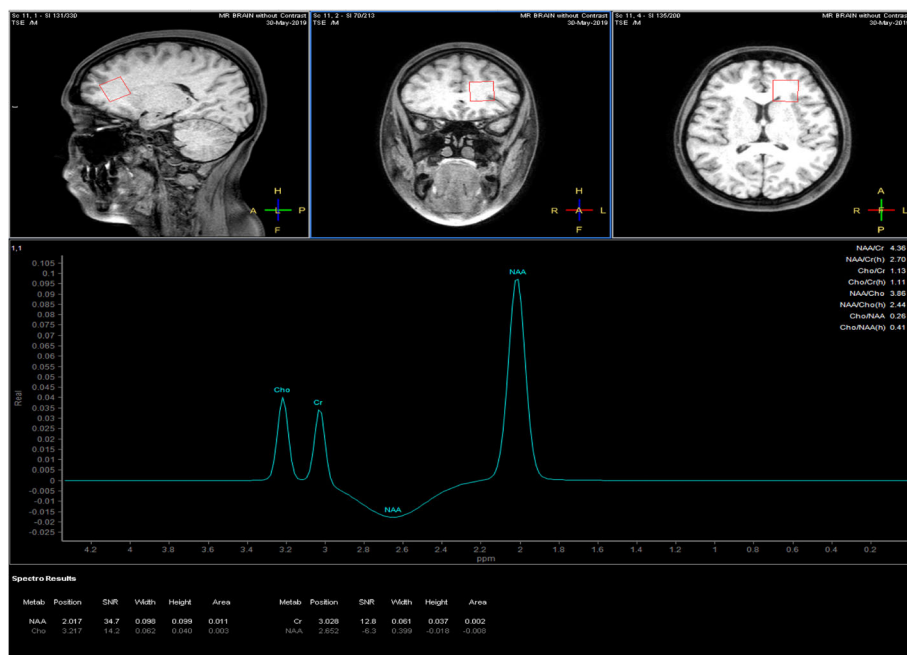 So 11, 1 - SI 131/330 MR BRAIN without Contrast
TSE /M 30-May-2019
H
A L P
F
So 11, 2 - SI 70/213 MR BRAIN without Contrast
TSE /M 30-May-2019
H
R A L
F
So 11, 4 - SI 135/200 MR BRAIN without Contrast
TSE /M 30-May-2019
A
R F L
P
1,1
NAA/Cr 4.36
NAA/Cr(h) 2.70
Cho/Cr 1.13
Cho/Cr(h) 1.11
NAA/Cho 3.86
NAA/Cho(h) 2.44
Cho/NAA 0.26
Cho/NAA(h) 0.41
0.105
0.1
0.095
0.09
0.085
0.08
0.075
0.07
0.065
0.06
0.055
0.05
0.045
0.04
0.035
0.03
0.025
0.02
0.015
0.01
0.005
0
-0.005
-0.01
-0.015
-0.02
-0.025
Real
NAA
Cho
Cr
NAA
4.2 4 3.8 3.6 3.4 3.2 3 2.8 2.6 2.4 2.2 2 1.8 1.6 1.4 1.2 1 0.8 0.6 0.4 0.2 0
ppm
Spectro Results
Metab Position SNR Width Height Area Metab Position SNR Width Height Area
NAA 2.017 34.7 0.098 0.099 0.011 Cr 3.028 12.8 0.061 0.037 0.002
Cho 3.217 14.2 0.062 0.040 0.003 NAA 2.652 -6.3 0.399 -0.018 -0.008